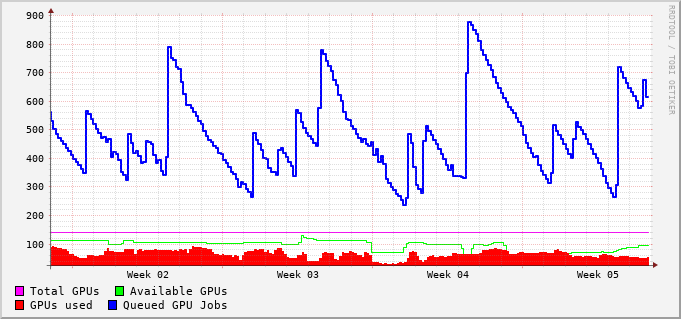 900
800
700
600
500
400
300
200
100
Week 02 Week 03 Week 04 Week 05
Total GPUs Available GPUs
GPUs used Queued GPU Jobs
RRDTOOL / TOBI OETIKER